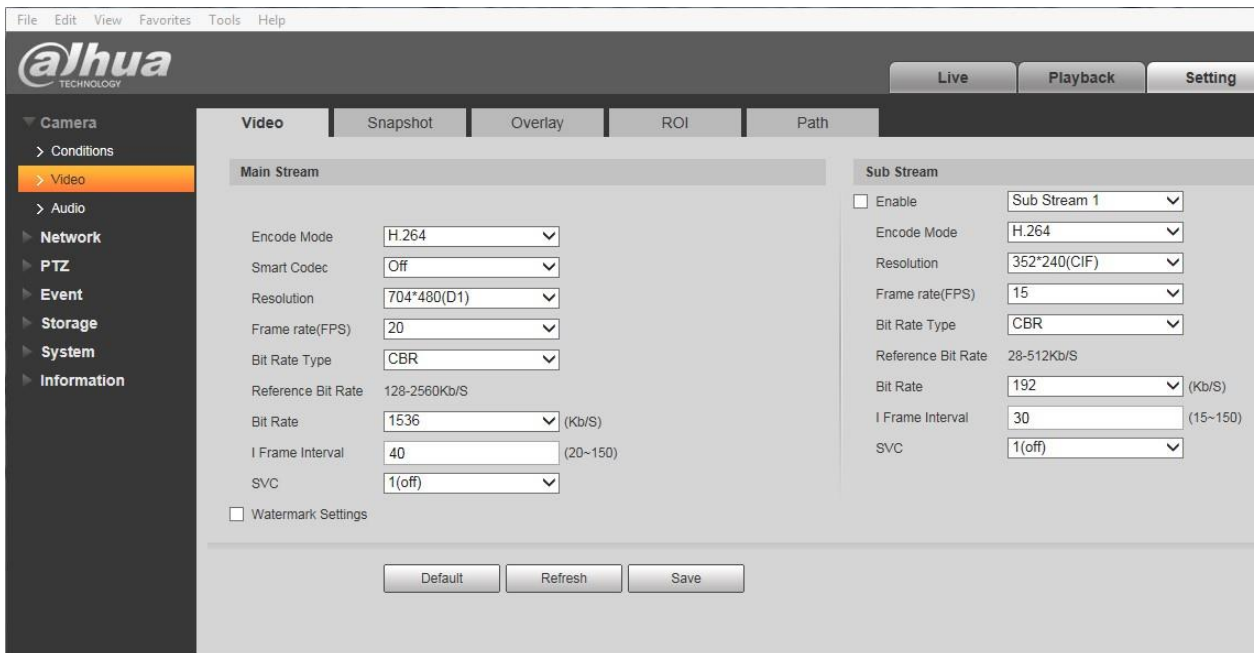 File Edit View Favorites Tools Help
alhua
TECHNOLOGY
Live Playback Setting
Camera
Conditions
Video
Audio
Network
PTZ
Event
Storage
System
Information
Video Snapshot Overlay ROI Path
Main Stream
Encode Mode H.264
Smart Codec Off
Resolution 704*480(D1)
Frame rate(FPS) 20
Bit Rate Type CBR
Reference Bit Rate 128-2560Kb/S
Bit Rate 1536 (Kb/S)
I Frame Interval 40 (20~150)
SVC 1(off)
Watermark Settings
Sub Stream
Enable Sub Stream 1
Encode Mode H.264
Resolution 352*240(CIF)
Frame rate(FPS) 15
Bit Rate Type CBR
Reference Bit Rate 28-512Kb/S
Bit Rate 192 (Kb/S)
I Frame Interval 30 (15~150)
SVC 1(off)
Default Refresh Save